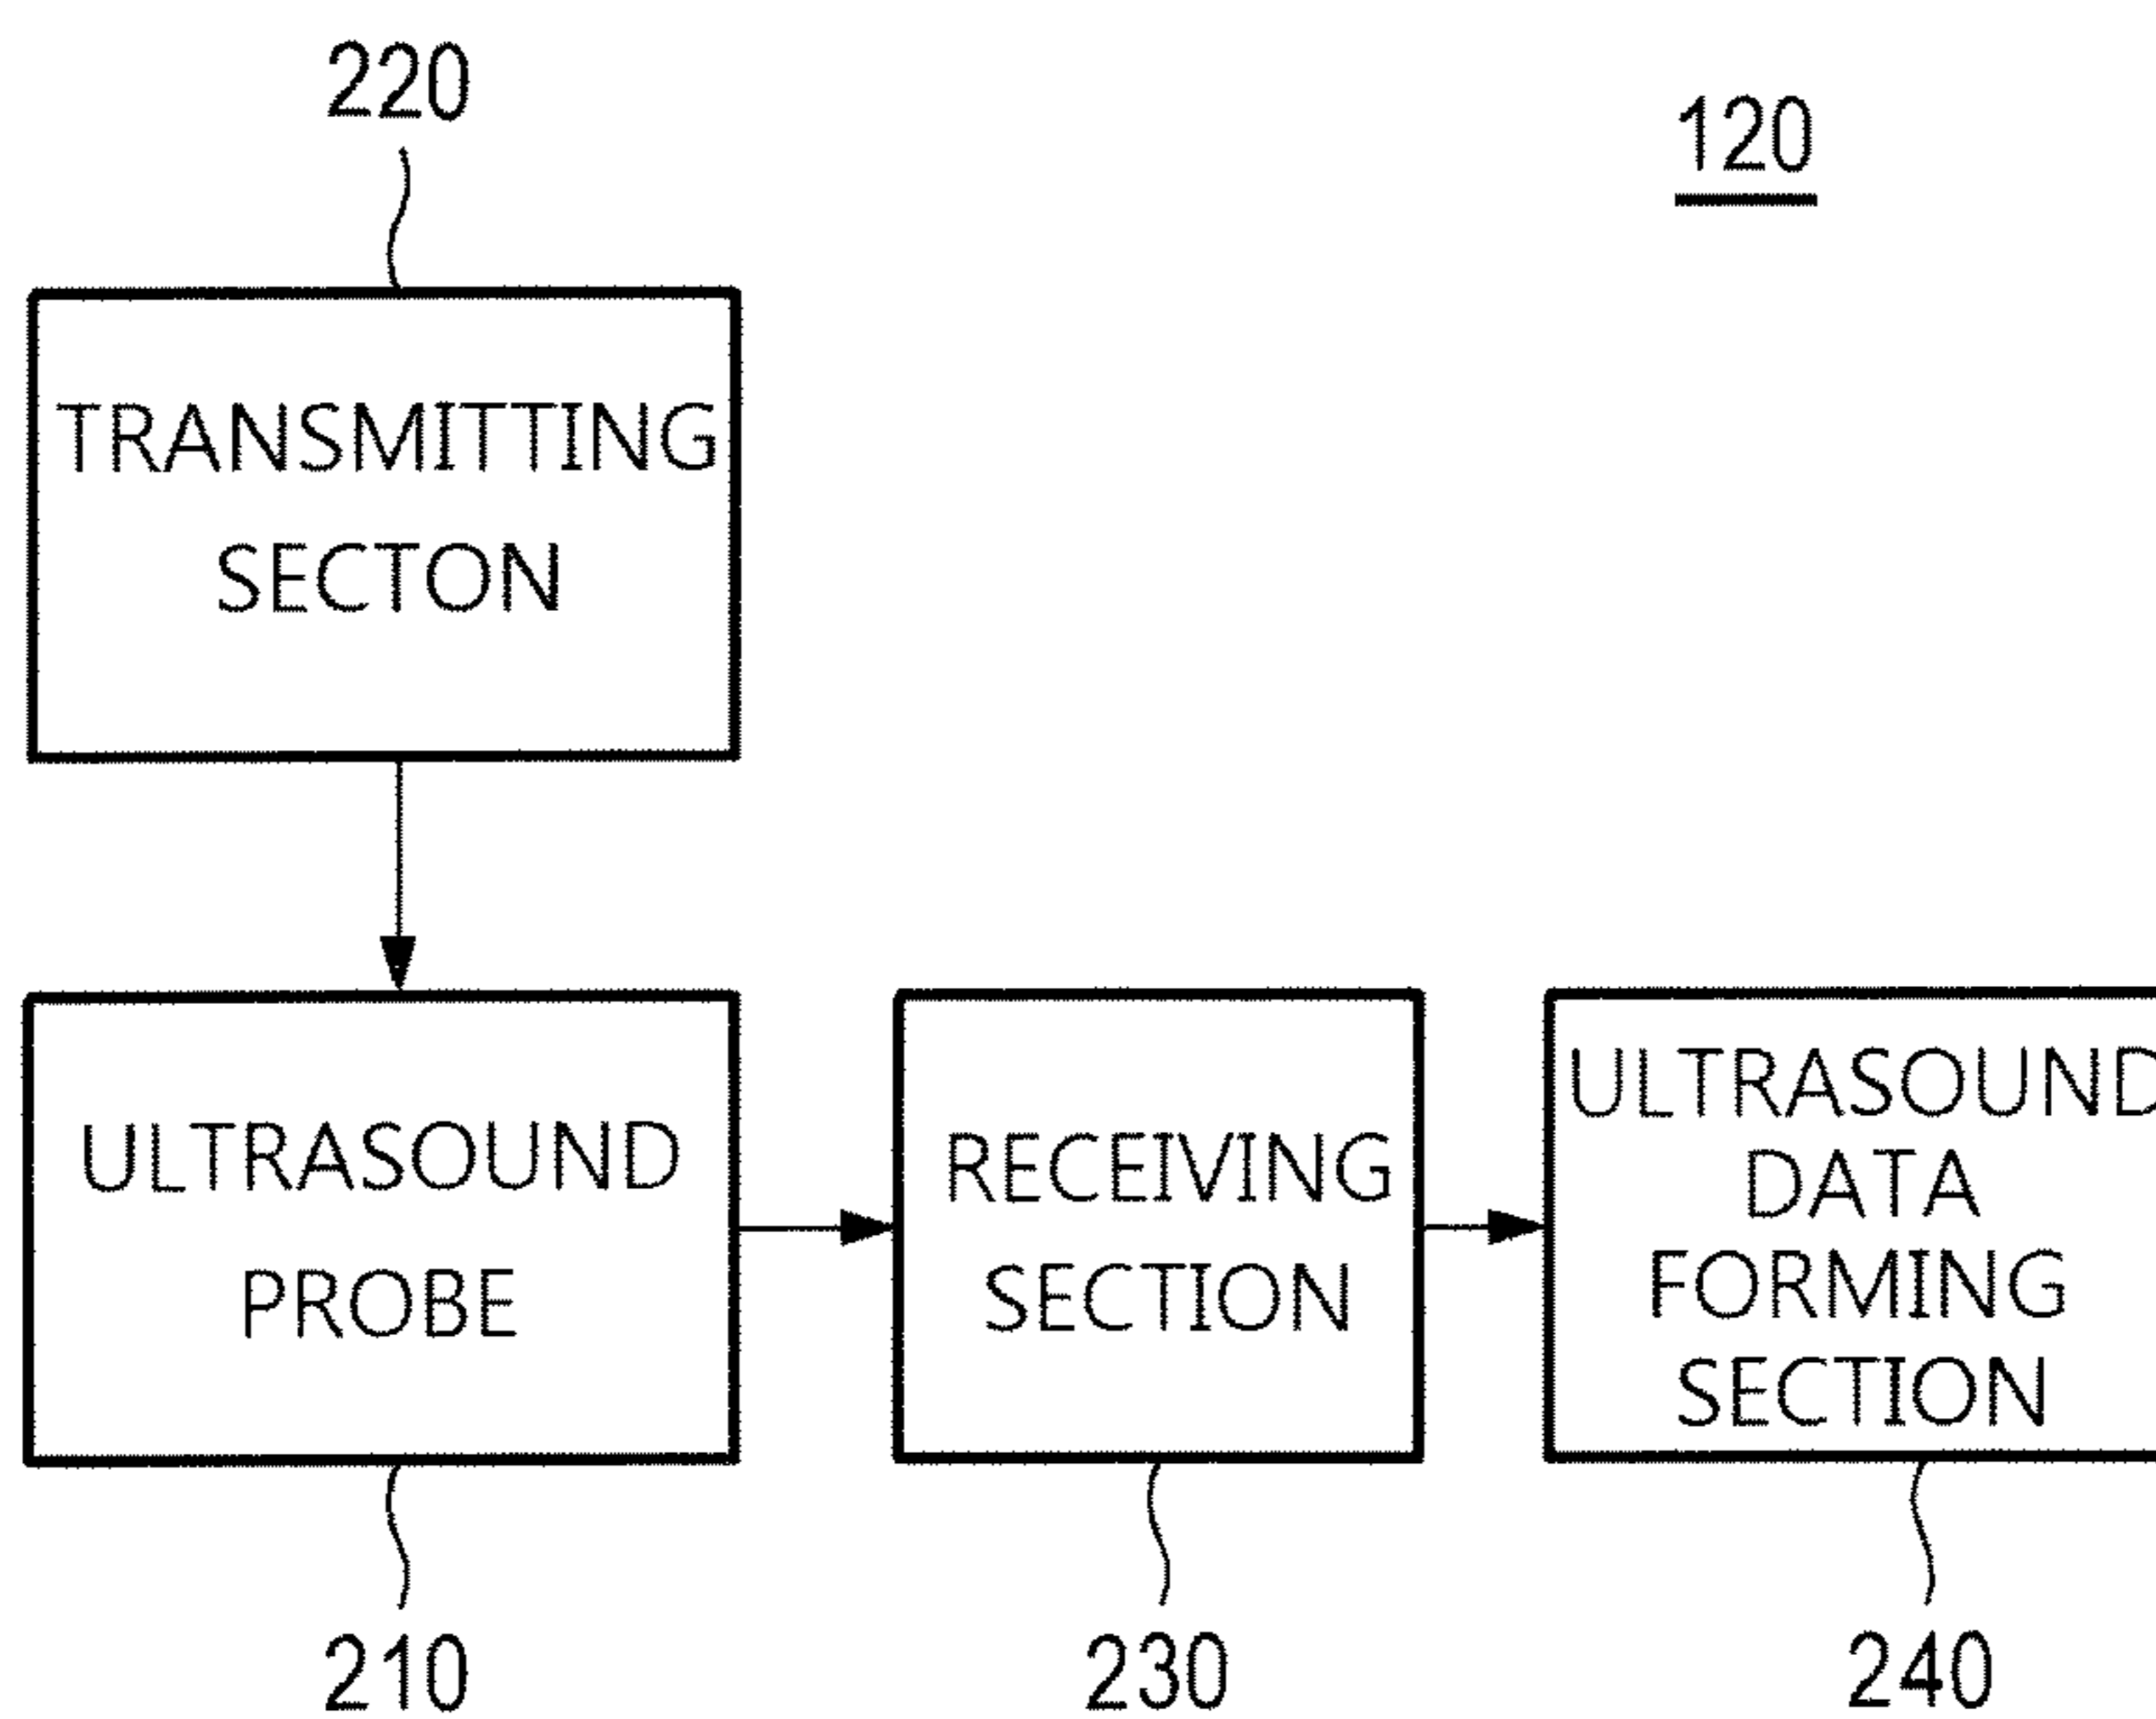 220
120
TRANSMITTING
SECTON
ULTRASOUND
PROBE
RECEIVING
SECTION
ULTRASOUND
DATA
FORMING
SECTION
210
230
240